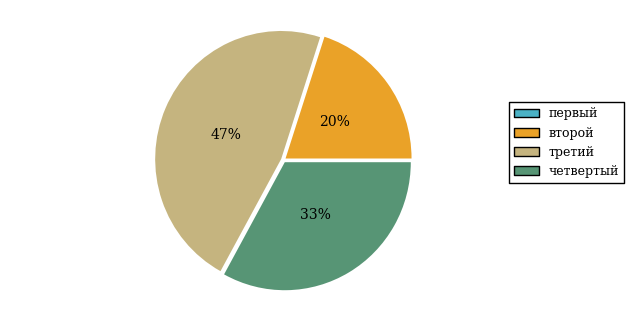 20%
47%
33%
первый
второй
третий
четвертый